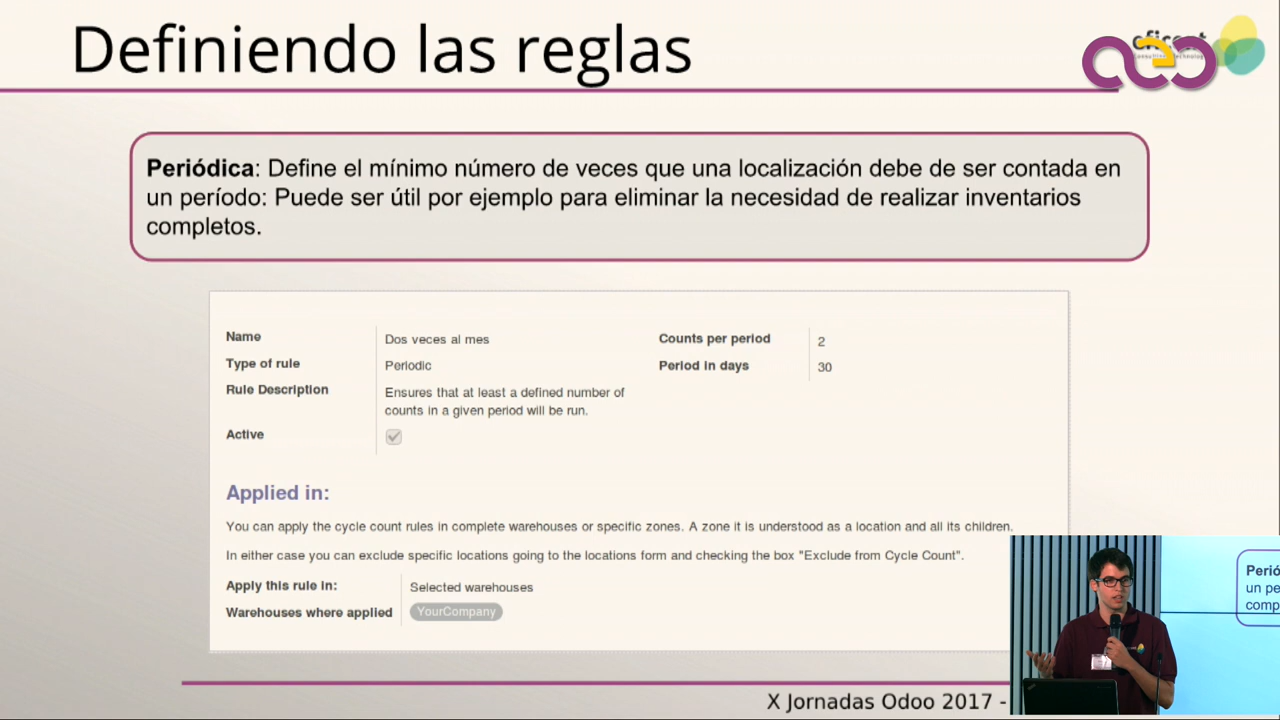 Definiendo las reglas
Periódica: Define el mínimo número de veces que una localización debe de ser contada en
un período: Puede ser útil por ejemplo para eliminar la necesidad de realizar inventarios
completos.
Name
Dos veces al mes
Type of rule
Periodic
Rule Description
Ensures that at least a defined number of
counts in a given period will be run.
Active
Counts per period
2
Period in days
30
Applied in:
You can apply the cycle count rules in complete warehouses or specific zones. A zone it is understood as a location and all its children.
In either case you can exclude specific locations going to the locations form and checking the box "Exclude from Cycle Count".
Apply this rule in:
Selected warehouses
Warehouses where applied
YourCompany
X Jornadas Odoo 2017 -
Perió
un pe
comp